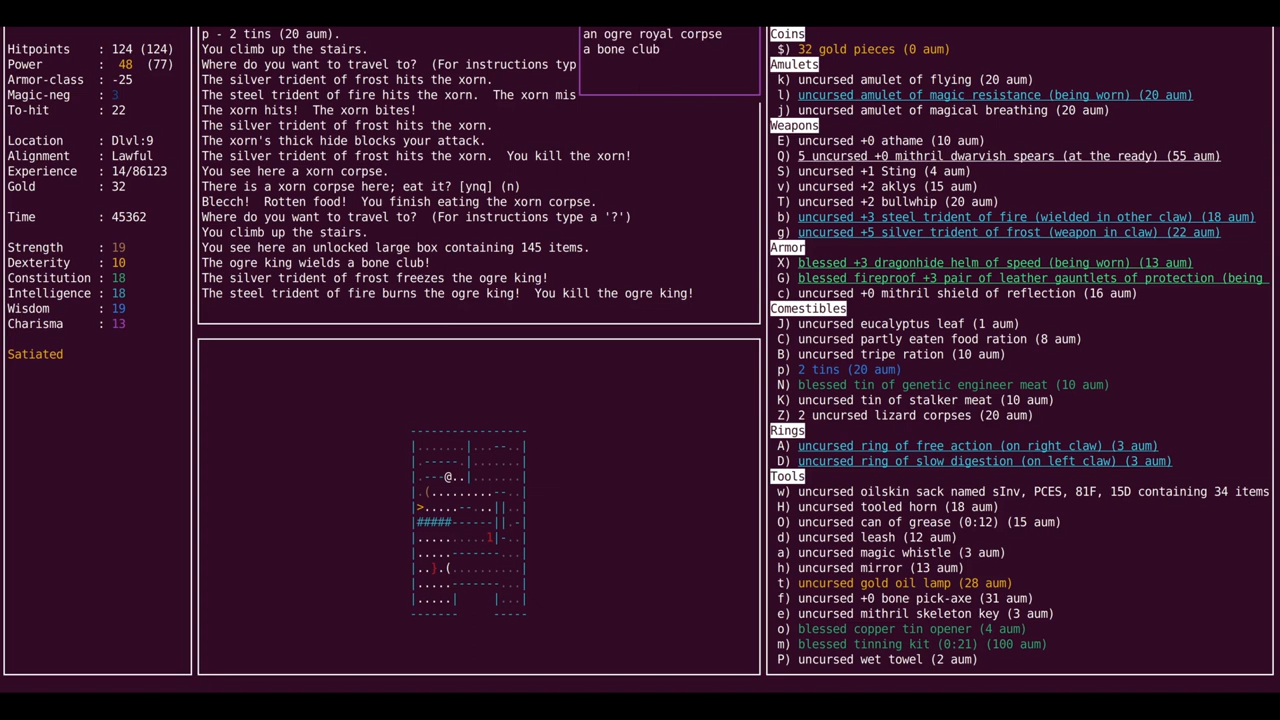 Hitpoints : 124 (124)
Power : 48 (77)
Armor-class : -25
Magic-neg : 3
To-hit : 22
Location : Dlvl:9
Alignment : Lawful
Experience : 14/86123
Gold : 32
Time : 45362
Strength : 19
Dexterity : 10
Constitution : 18
Intelligence : 18
Wisdom : 19
Charisma : 13
Satiated
p - 2 tins (20 aum).
You climb up the stairs.
Where do you want to travel to? (For instructions typ
The silver trident of frost hits the xorn.
The steel trident of fire hits the xorn. The xorn mis
The xorn hits! The xorn bites!
The silver trident of frost hits the xorn.
The xorn's thick hide blocks your attack.
The silver trident of frost hits the xorn. You kill the xorn!
You see here a xorn corpse.
There is a xorn corpse here; eat it? [ynq] (n)
Blecch! Rotten food! You finish eating the xorn corpse.
Where do you want to travel to? (For instructions type a '?')
You climb up the stairs.
You see here an unlocked large box containing 145 items.
The ogre king wields a bone club!
The silver trident of frost freezes the ogre king!
The steel trident of fire burns the ogre king! You kill the ogre king!
an ogre royal corpse
a bone club
-----------------
|.......|...--..|
|.-----.|.......|
|.---@..|.......|
|.(.........--..|
|>.....--...||..|
|#####------||.-|
|..........1|-..|
|.....-------...|
|..}.(..........|
|.....-------...|
|.....|     |...|
-------     -----
Coins
$) 32 gold pieces (0 aum)
Amulets
k) uncursed amulet of flying (20 aum)
l) uncursed amulet of magic resistance (being worn) (20 aum)
j) uncursed amulet of magical breathing (20 aum)
Weapons
E) uncursed +0 athame (10 aum)
Q) 5 uncursed +0 mithril dwarvish spears (at the ready) (55 aum)
S) uncursed +1 Sting (4 aum)
v) uncursed +2 aklys (15 aum)
T) uncursed +2 bullwhip (20 aum)
b) uncursed +3 steel trident of fire (wielded in other claw) (18 aum)
g) uncursed +5 silver trident of frost (weapon in claw) (22 aum)
Armor
X) blessed +3 dragonhide helm of speed (being worn) (13 aum)
G) blessed fireproof +3 pair of leather gauntlets of protection (being
c) uncursed +0 mithril shield of reflection (16 aum)
Comestibles
J) uncursed eucalyptus leaf (1 aum)
C) uncursed partly eaten food ration (8 aum)
B) uncursed tripe ration (10 aum)
p) 2 tins (20 aum)
N) blessed tin of genetic engineer meat (10 aum)
K) uncursed tin of stalker meat (10 aum)
Z) 2 uncursed lizard corpses (20 aum)
Rings
A) uncursed ring of free action (on right claw) (3 aum)
D) uncursed ring of slow digestion (on left claw) (3 aum)
Tools
w) uncursed oilskin sack named sInv, PCES, 81F, 15D containing 34 items
H) uncursed tooled horn (18 aum)
O) uncursed can of grease (0:12) (15 aum)
d) uncursed leash (12 aum)
a) uncursed magic whistle (3 aum)
h) uncursed mirror (13 aum)
t) uncursed gold oil lamp (28 aum)
f) uncursed +0 bone pick-axe (31 aum)
e) uncursed mithril skeleton key (3 aum)
o) blessed copper tin opener (4 aum)
m) blessed tinning kit (0:21) (100 aum)
P) uncursed wet towel (2 aum)